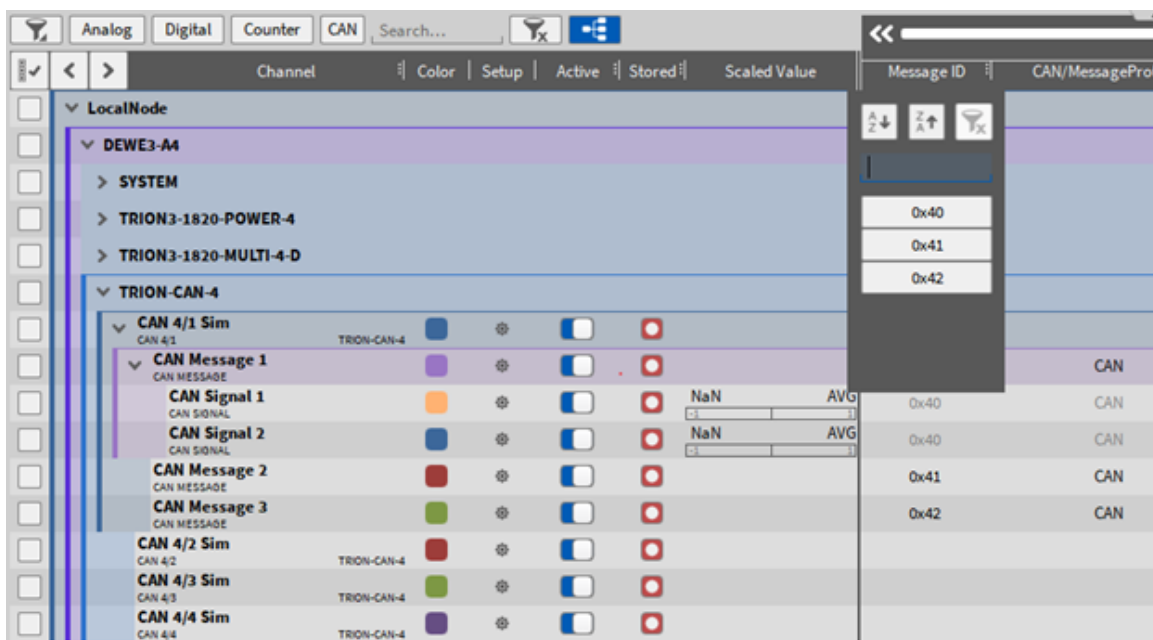 Analog Digital Counter CAN Search...
Channel Color Setup Active Stored Scaled Value Message ID CAN/MessageProt
LocalNode
DEWE3-A4
SYSTEM
TRION3-1820-POWER-4
0x40
TRION3-1820-MULTI-4-D
0x41
TRION-CAN-4
0x42
CAN 4/1 Sim
CAN 4/1 TRION-CAN-4
CAN Message 1 CAN
CAN MESSAGE
CAN Signal 1 NaN AVG 0x40 CAN
CAN SIGNAL -1 1
CAN Signal 2 NaN AVG 0x40 CAN
CAN SIGNAL -1 1
CAN Message 2 0x41 CAN
CAN MESSAGE
CAN Message 3 0x42 CAN
CAN MESSAGE
CAN 4/2 Sim
CAN 4/2 TRION-CAN-4
CAN 4/3 Sim
CAN 4/3 TRION-CAN-4
CAN 4/4 Sim
CAN 4/4 TRION-CAN-4